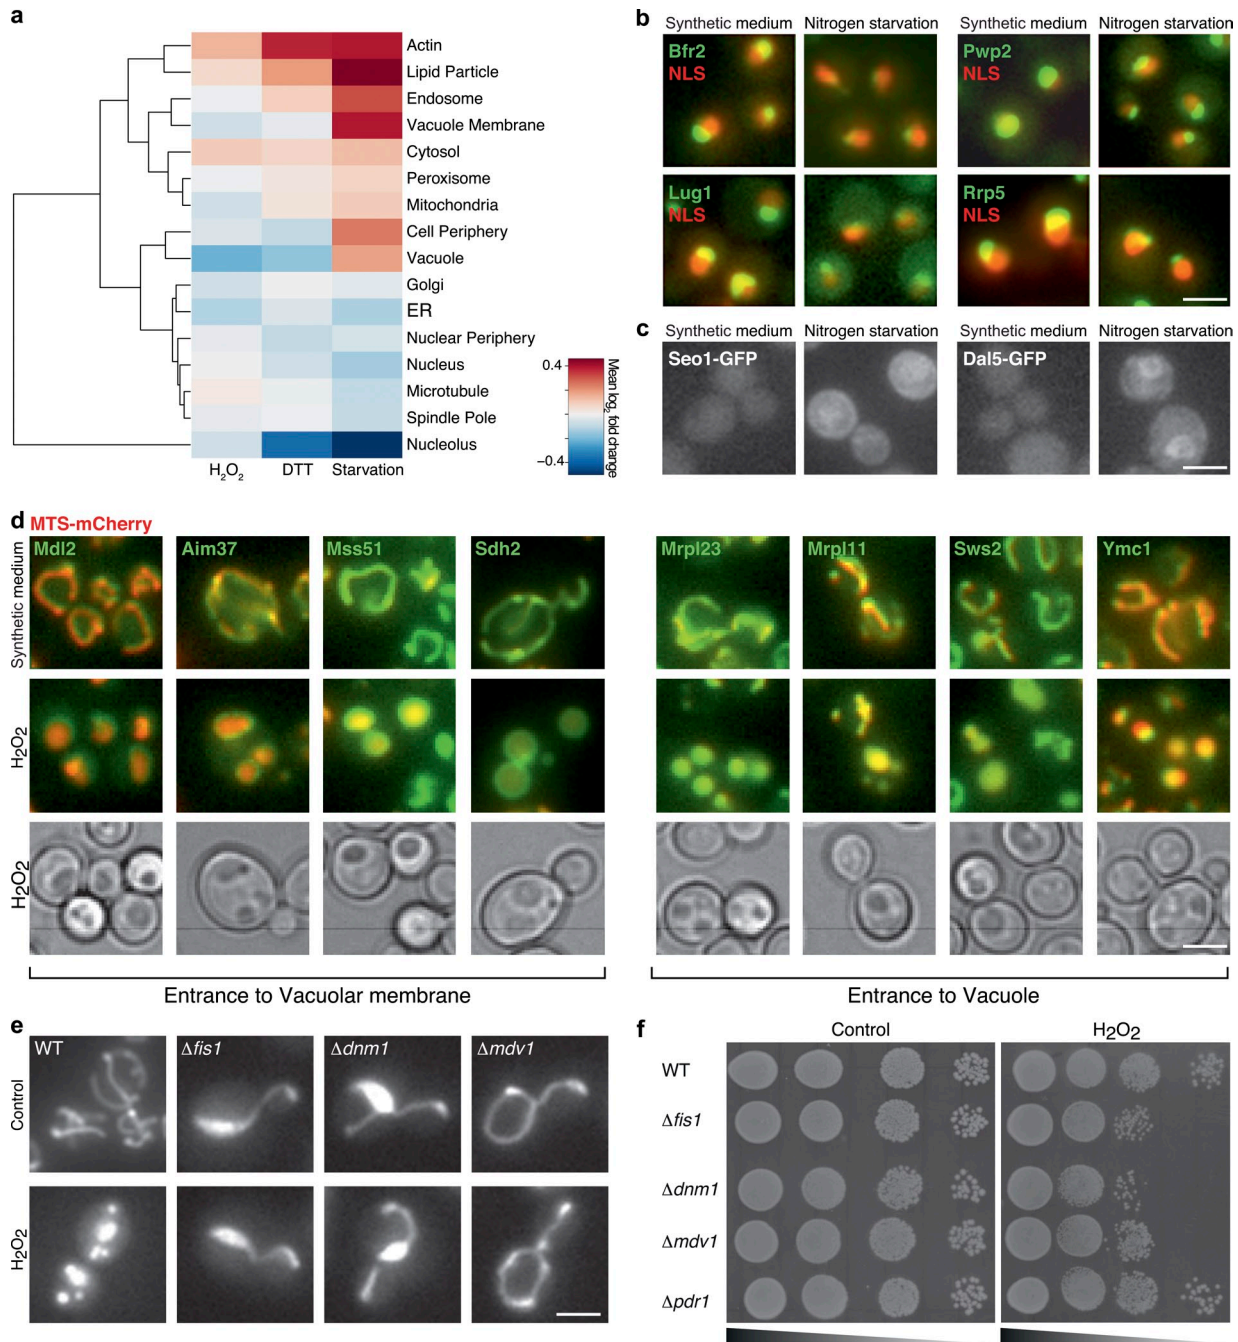 a
Actin
Lipid Particle
Endosome
Vacuole Membrane
Cytosol
Peroxisome
Mitochondria
Cell Periphery
Vacuole
Golgi
ER
Nuclear Periphery
Nucleus
Microtubule
Spindle Pole
Nucleolus
H₂O₂ DTT Starvation
0.4
−0.4
Mean log₂ fold change
b
Synthetic medium Nitrogen starvation Synthetic medium Nitrogen starvation
Bfr2
NLS
Pwp2
NLS
Lug1
NLS
Rrp5
NLS
c
Synthetic medium Nitrogen starvation Synthetic medium Nitrogen starvation
Seo1-GFP Dal5-GFP
d
MTS-mCherry
Synthetic medium
Mdl2 Aim37 Mss51 Sdh2 Mrpl23 Mrpl11 Sws2 Ymc1
H₂O₂
H₂O₂
Entrance to Vacuolar membrane Entrance to Vacuole
e
WT Δfis1 Δdnm1 Δmdv1
Control
H₂O₂
f
Control H₂O₂
WT
Δfis1
Δdnm1
Δmdv1
Δpdr1